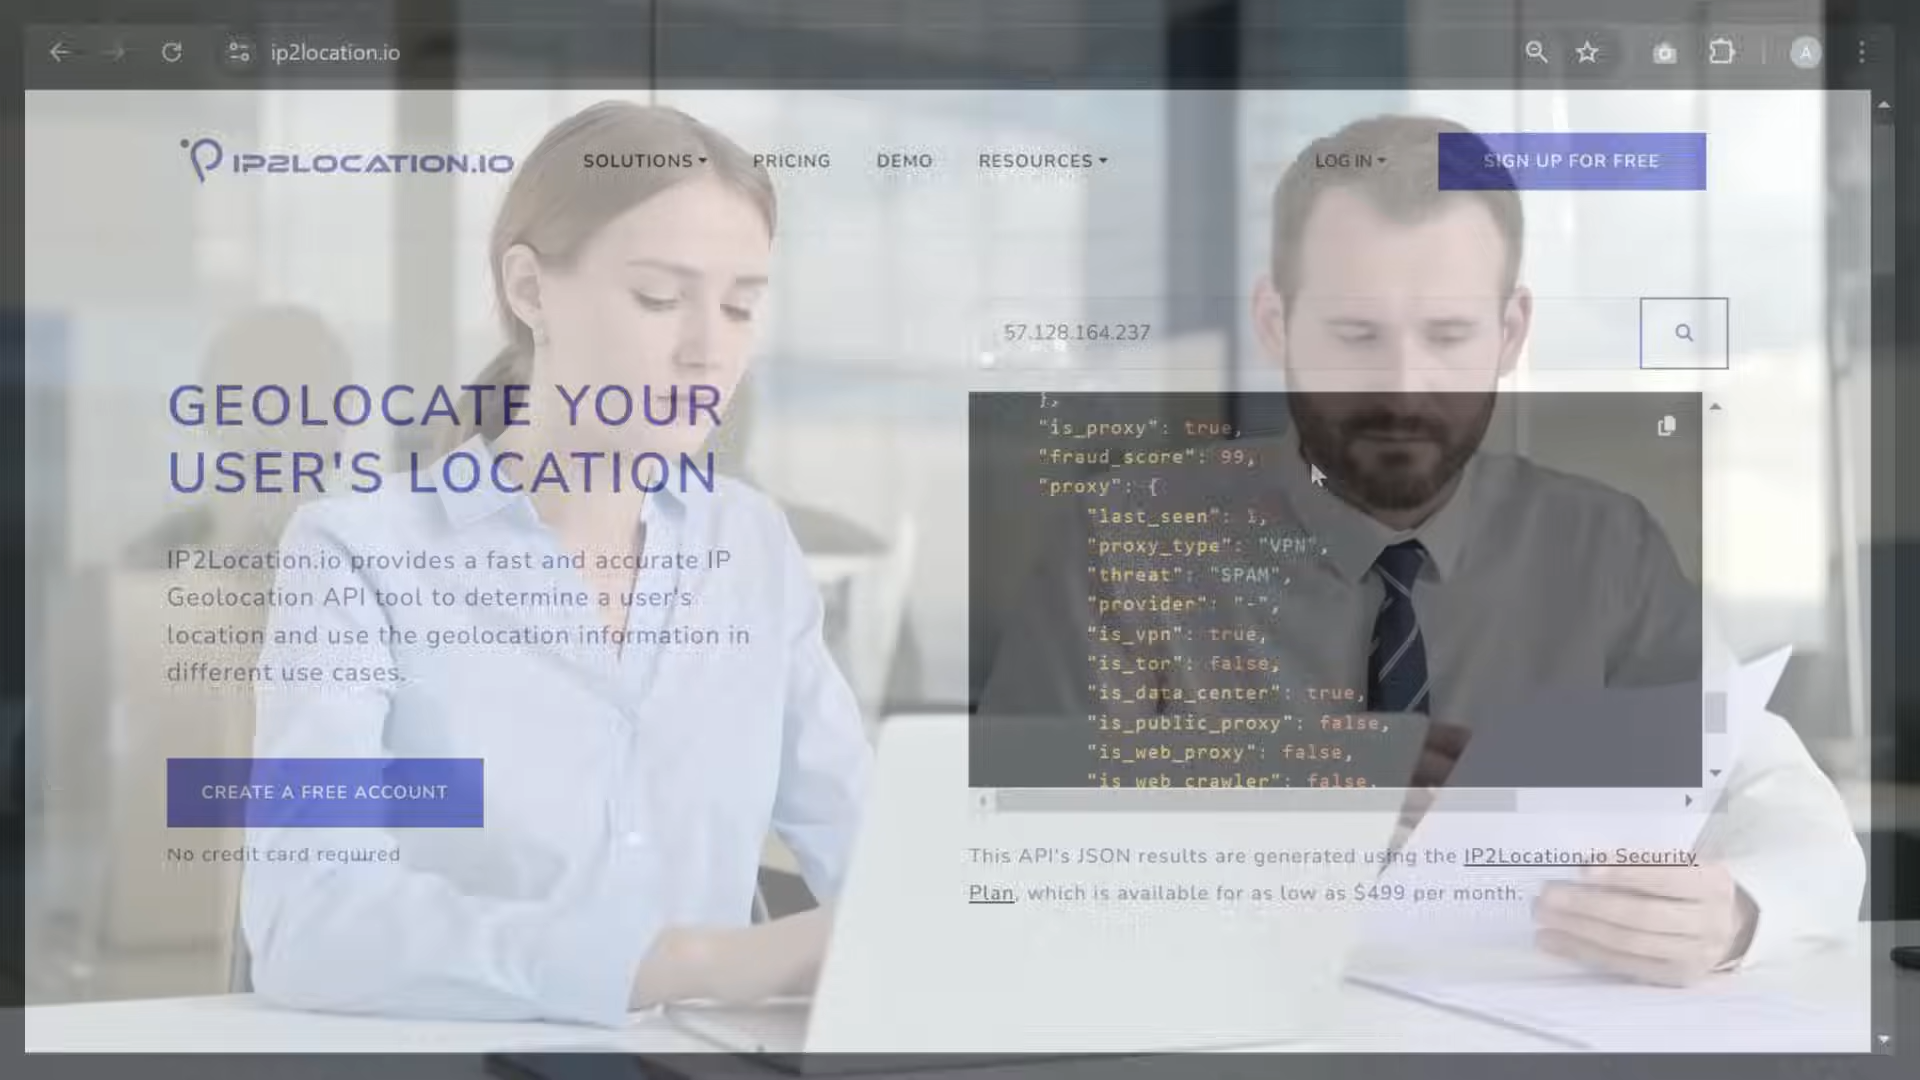 ip2location.io
A
IP2LOCATION.IO
SOLUTIONS
PRICING
DEMO
RESOURCES
LOG IN
SIGN UP FOR FREE
57.128.164.237
GEOLOCATE YOUR
USER'S LOCATION
IP2Location.io provides a fast and accurate IP
Geolocation API tool to determine a user's
location and use the geolocation information in
different use cases.
CREATE A FREE ACCOUNT
No credit card required
},
"is_proxy": true,
"fraud_score": 99,
"proxy": {
"last_seen": 1,
"proxy_type": "VPN",
"threat": "SPAM",
"provider": "-",
"is_vpn": true,
"is_tor": false,
"is_data_center": true,
"is_public_proxy": false,
"is_web_proxy": false,
"is_web_crawler": false,
This API's JSON results are generated using the IP2Location.io Security
Plan, which is available for as low as $499 per month.